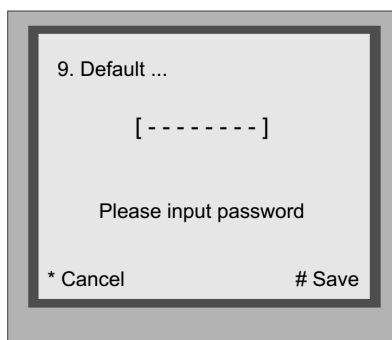 9. Default ...
[ - - - - - - - - ]
Please input password
* Cancel # Save